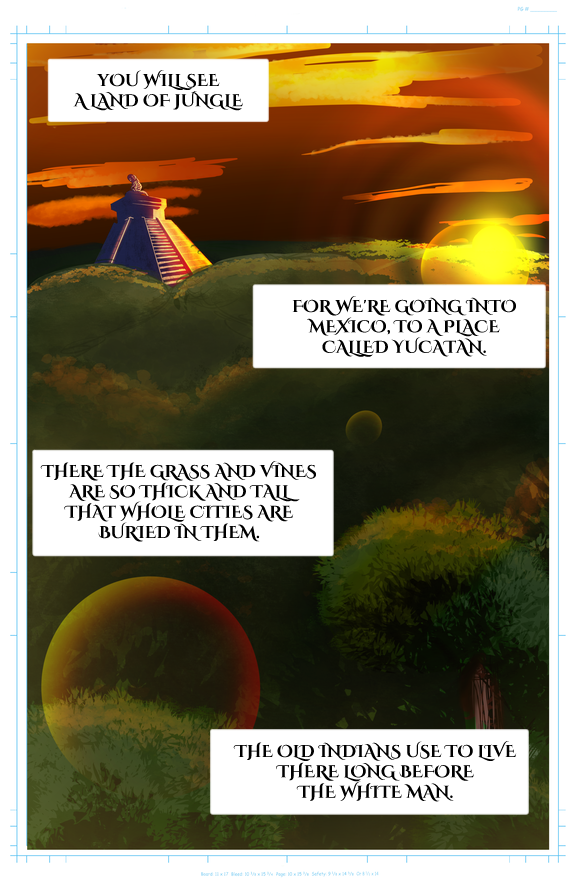 PG #
YOU WILL SEE
A LAND OF JUNGLE
FOR WE'RE GOING INTO
MEXICO, TO A PLACE
CALLED YUCATAN.
THERE THE GRASS AND VINES
ARE SO THICK AND TALL
THAT WHOLE CITIES ARE
BURIED IN THEM.
THE OLD INDIANS USE TO LIVE
THERE LONG BEFORE
THE WHITE MAN.